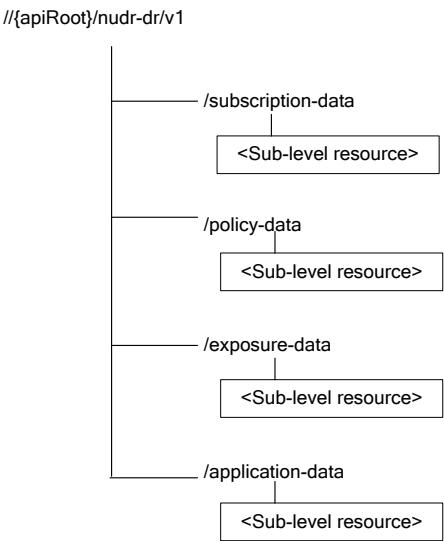 //{apiRoot}/nudr-dr/v1
/subscription-data
<Sub-level resource>
/policy-data
<Sub-level resource>
/exposure-data
<Sub-level resource>
/application-data
<Sub-level resource>